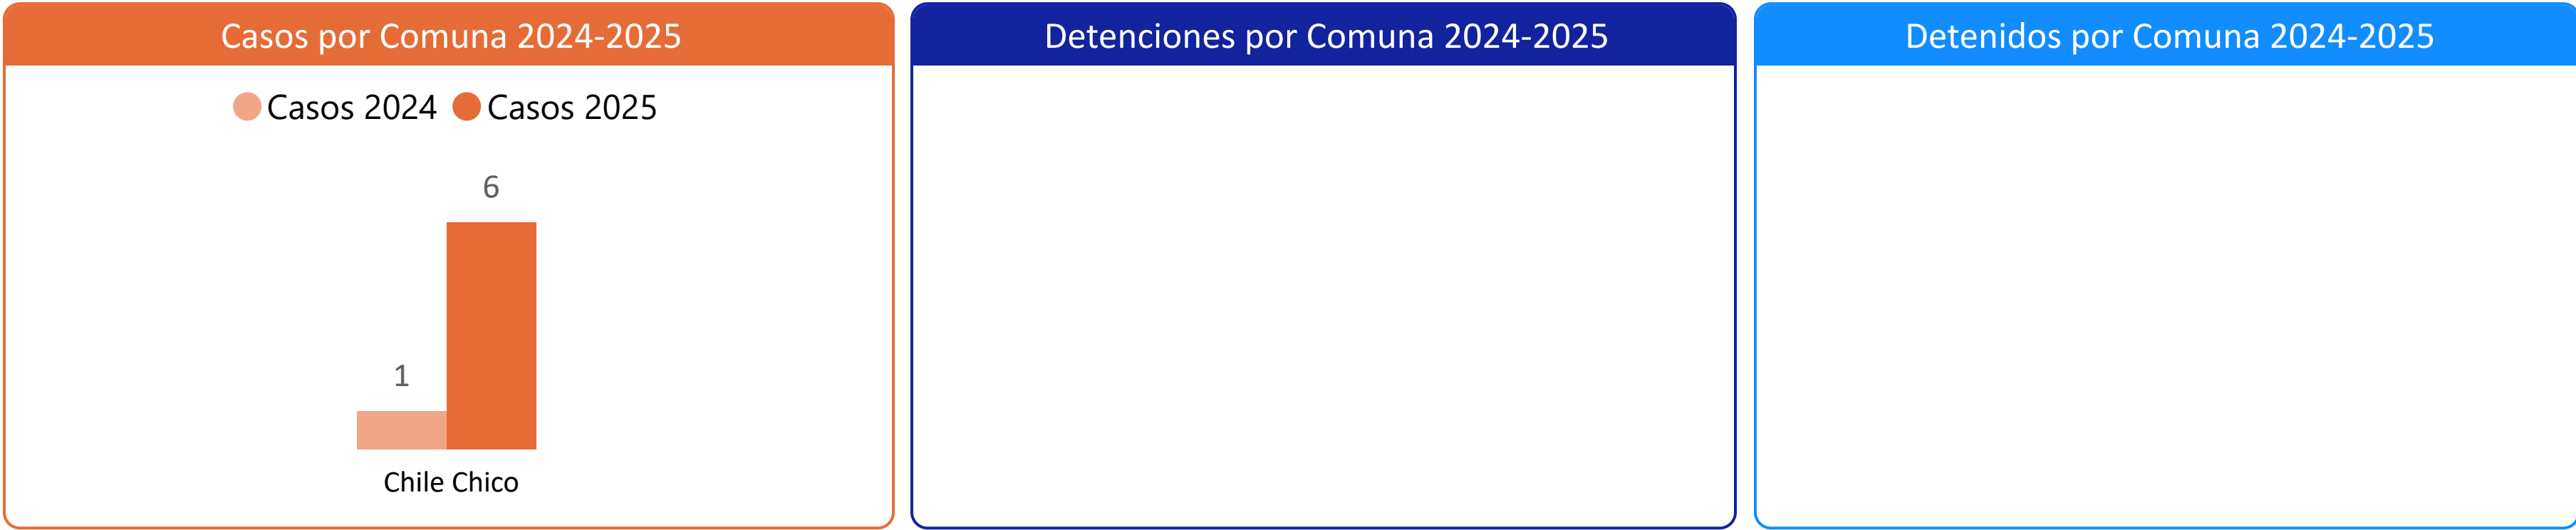 Casos por Comuna 2024-2025
Casos 2024 Casos 2025
6
1
Chile Chico
Detenciones por Comuna 2024-2025
Detenidos por Comuna 2024-2025